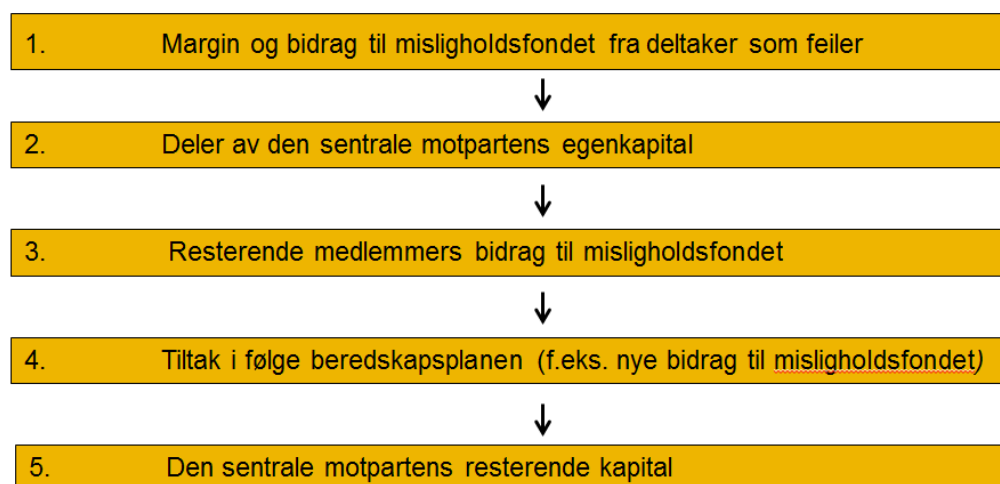 1. Margin og bidrag til misligholdsfondet fra deltaker som feiler
2. Deler av den sentrale motpartens egenkapital
3. Resterende medlemmers bidrag til misligholdsfondet
4. Tiltak i følge beredskapsplanen (f.eks. nye bidrag til misligholdsfondet)
5. Den sentrale motpartens resterende kapital